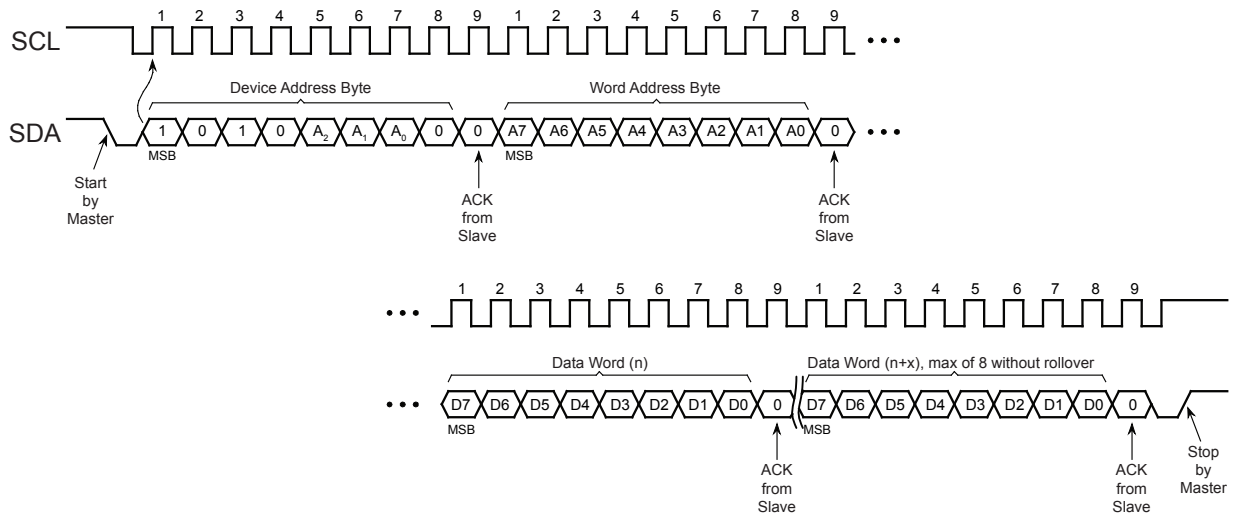 1 2 3 4 5 6 7 8 9 1 2 3 4 5 6 7 8 9
SCL
Device Address Byte Word Address Byte
SDA 1 0 1 0 A2 A1 A0 0 0 A7 A6 A5 A4 A3 A2 A1 A0 0
MSB MSB
Start
by
Master
ACK
from
Slave
ACK
from
Slave
1 2 3 4 5 6 7 8 9 1 2 3 4 5 6 7 8 9
Data Word (n) Data Word (n+x), max of 8 without rollover
D7 D6 D5 D4 D3 D2 D1 D0 0 D7 D6 D5 D4 D3 D2 D1 D0 0
MSB MSB
ACK
from
Slave
ACK
from
Slave
Stop
by
Master